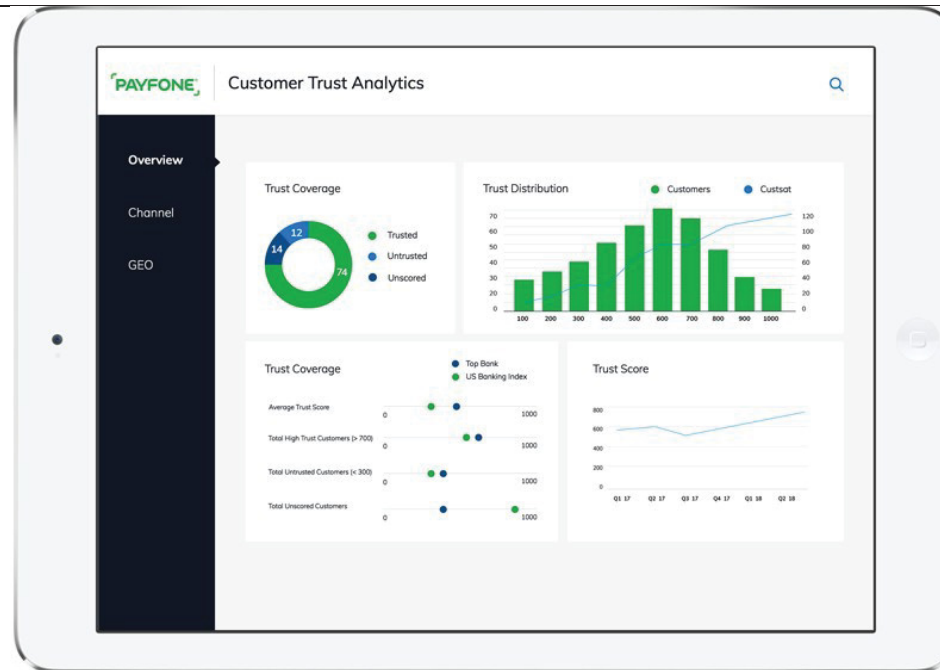 PAYFONE
Customer Trust Analytics
Overview
Channel
GEO
Trust Coverage
12
14
74
Trusted
Untrusted
Unscored
Trust Distribution
Customers
Custsat
70
60
50
40
30
20
0
120
100
80
60
40
20
0
100 200 300 400 500 600 700 800 900 1000
Trust Coverage
Top Bank
US Banking Index
Average Trust Score
0 1000
Total High Trust Customers (> 700)
0 1000
Total Untrusted Customers (< 300)
0 1000
Total Unscored Customers
0 1000
Trust Score
800
600
400
200
0
Q1 17 Q2 17 Q3 17 Q4 17 Q1 18 Q2 18